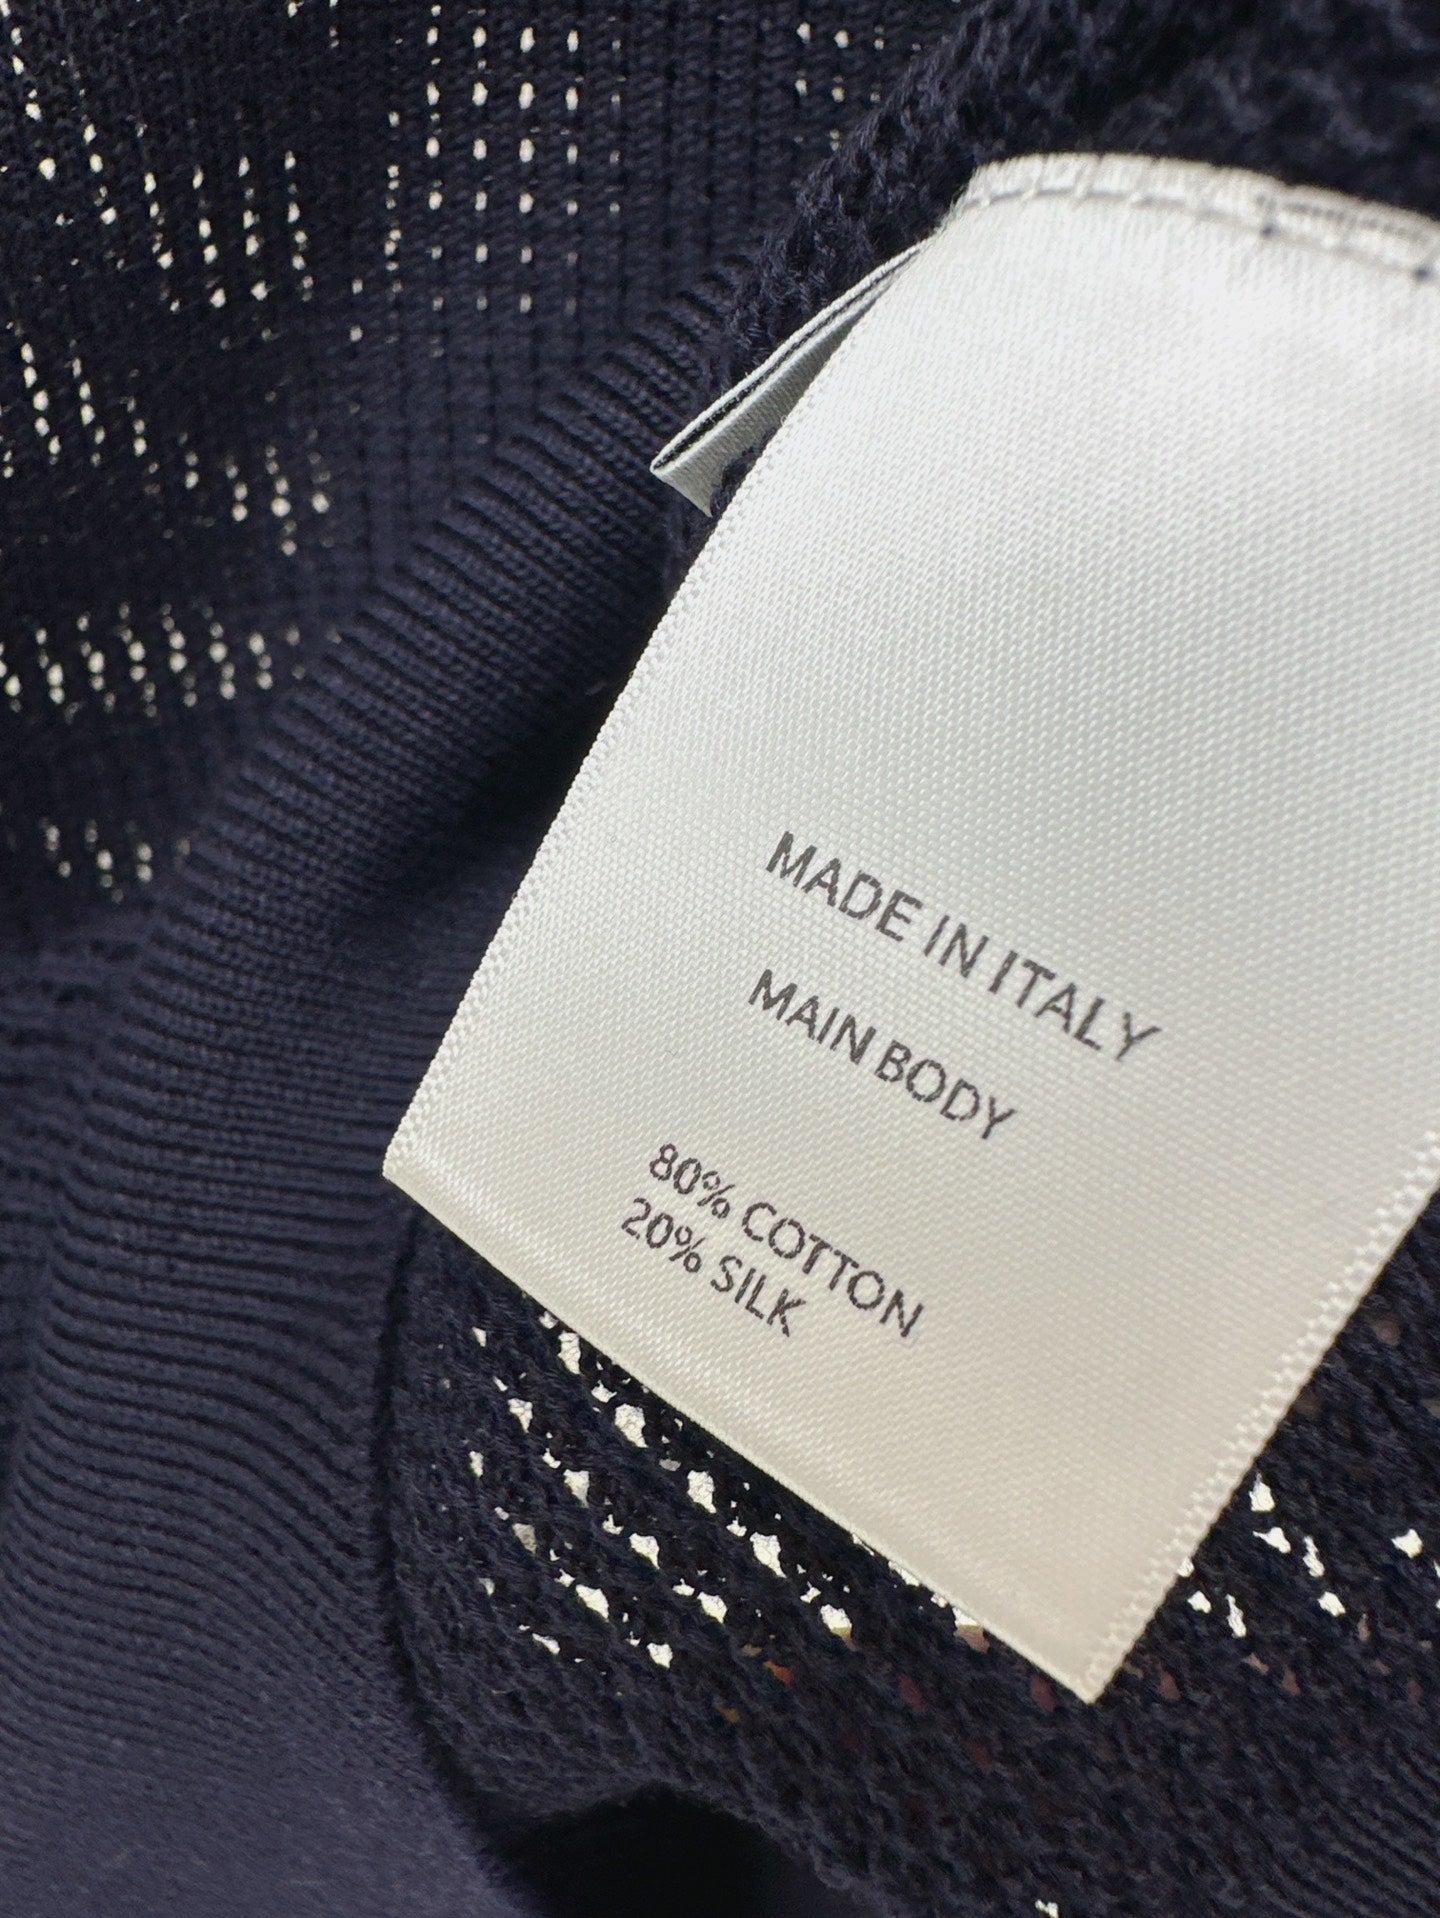 MADE IN ITALY
MAIN BODY
80% COTTON
20% SILK